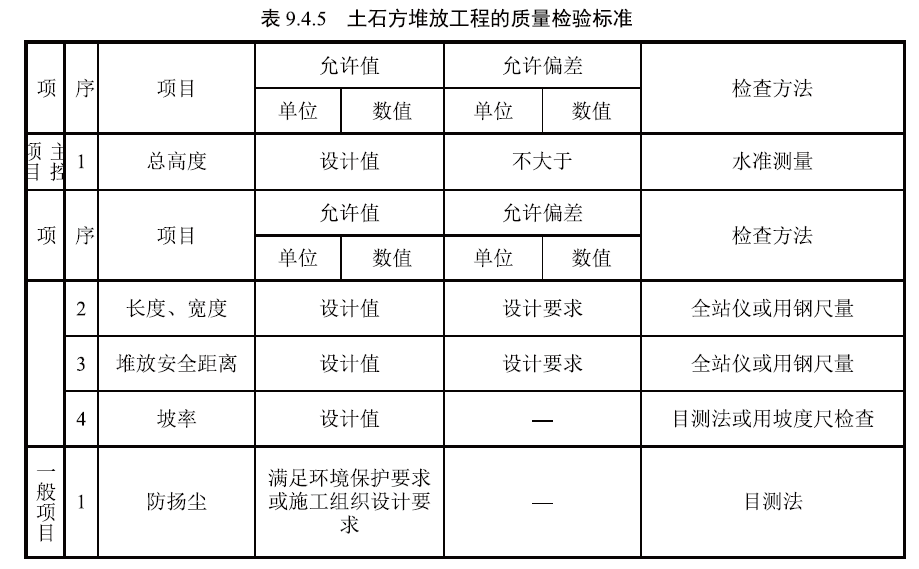 表 9.4.5 土石方堆放工程的质量检验标准
项 序 项目 允许值 允许偏差 检查方法
单位 数值 单位 数值
主控项目 1 总高度 设计值 不大于 水准测量
项 序 项目 允许值 允许偏差 检查方法
单位 数值 单位 数值
2 长度、宽度 设计值 设计要求 全站仪或用钢尺量
3 堆放安全距离 设计值 设计要求 全站仪或用钢尺量
4 坡率 设计值 — 目测法或用坡度尺检查
一般项目 1 防扬尘 满足环境保护要求
或施工组织设计要
求 — 目测法